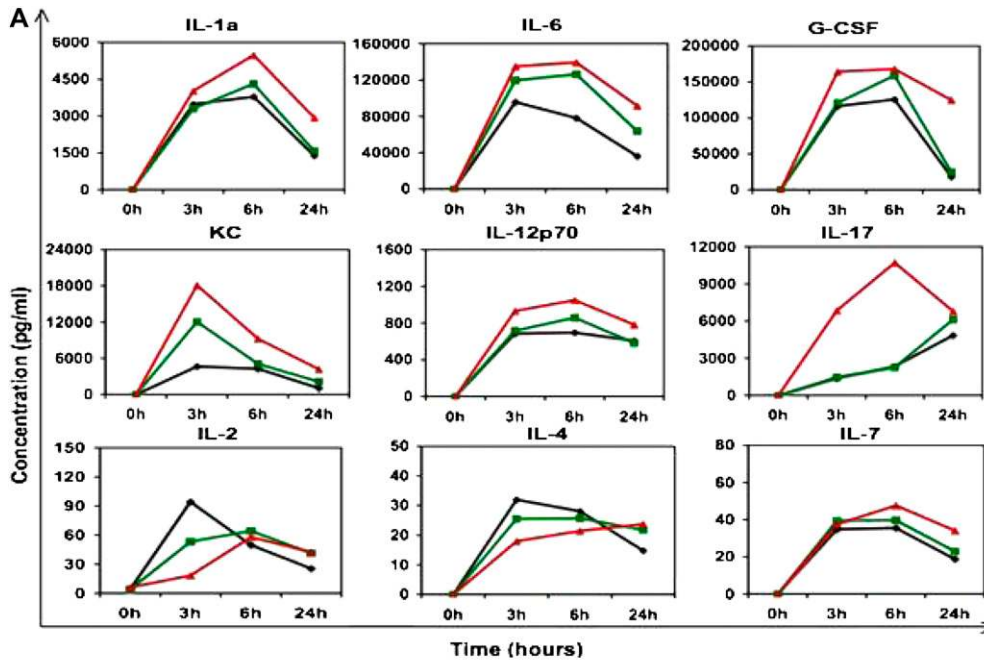 A
IL-1a
6000
4500
3000
1500
0
0h 3h 6h 24h
IL-6
160000
120000
80000
40000
0
0h 3h 6h 24h
G-CSF
200000
150000
100000
50000
0
0h 3h 6h 24h
KC
24000
18000
12000
6000
0
0h 3h 6h 24h
IL-12p70
1600
1200
800
400
0
0h 3h 6h 24h
IL-17
12000
9000
6000
3000
0
0h 3h 6h 24h
IL-2
150
120
90
60
30
0
0h 3h 6h 24h
IL-4
50
40
30
20
10
0
0h 3h 6h 24h
IL-7
80
60
40
20
0
0h 3h 6h 24h
Concentration (pg/ml)
Time (hours)